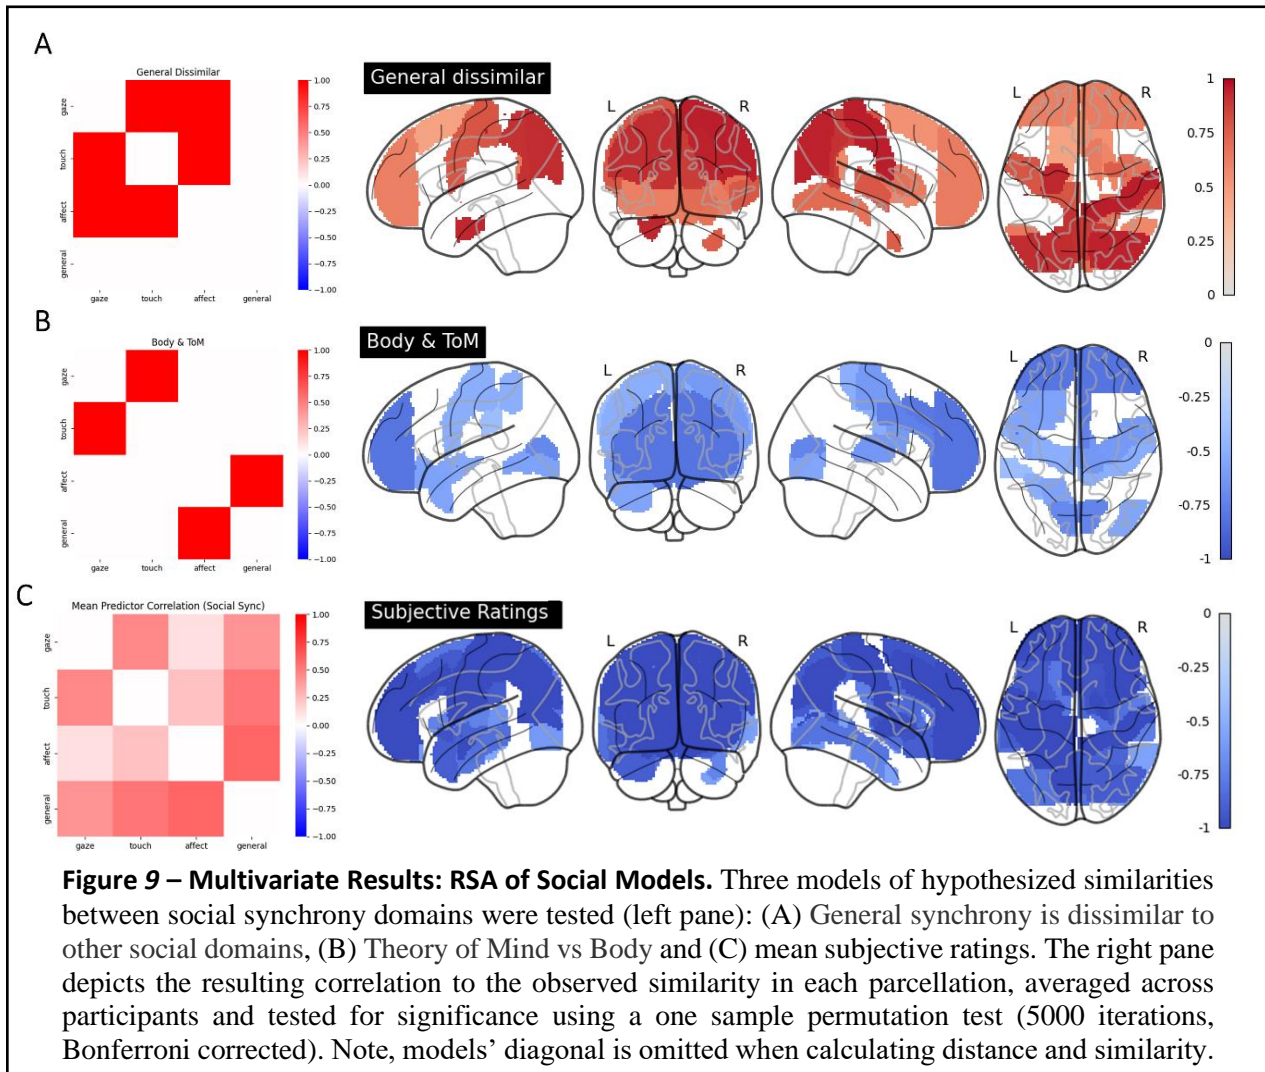 A
General Dissimilar
gaze
touch
affect
general
gaze touch affect general
1.00
0.75
0.50
0.25
0.00
−0.25
−0.50
−0.75
−1.00
General dissimilar
L R
L R
1
0.75
0.5
0.25
0
B
Body & ToM
gaze
touch
affect
general
gaze touch affect general
1.00
0.75
0.50
0.25
0.00
−0.25
−0.50
−0.75
−1.00
Body & ToM
L R
L R
0
-0.25
-0.5
-0.75
-1
C
Mean Predictor Correlation (Social Sync)
gaze
touch
affect
general
gaze touch affect general
1.00
0.75
0.50
0.25
0.00
−0.25
−0.50
−0.75
−1.00
Subjective Ratings
L R
L R
0
-0.25
-0.5
-0.75
-1
Figure 9 – Multivariate Results: RSA of Social Models. Three models of hypothesized similarities
between social synchrony domains were tested (left pane): (A) General synchrony is dissimilar to
other social domains, (B) Theory of Mind vs Body and (C) mean subjective ratings. The right pane
depicts the resulting correlation to the observed similarity in each parcellation, averaged across
participants and tested for significance using a one sample permutation test (5000 iterations,
Bonferroni corrected). Note, models’ diagonal is omitted when calculating distance and similarity.